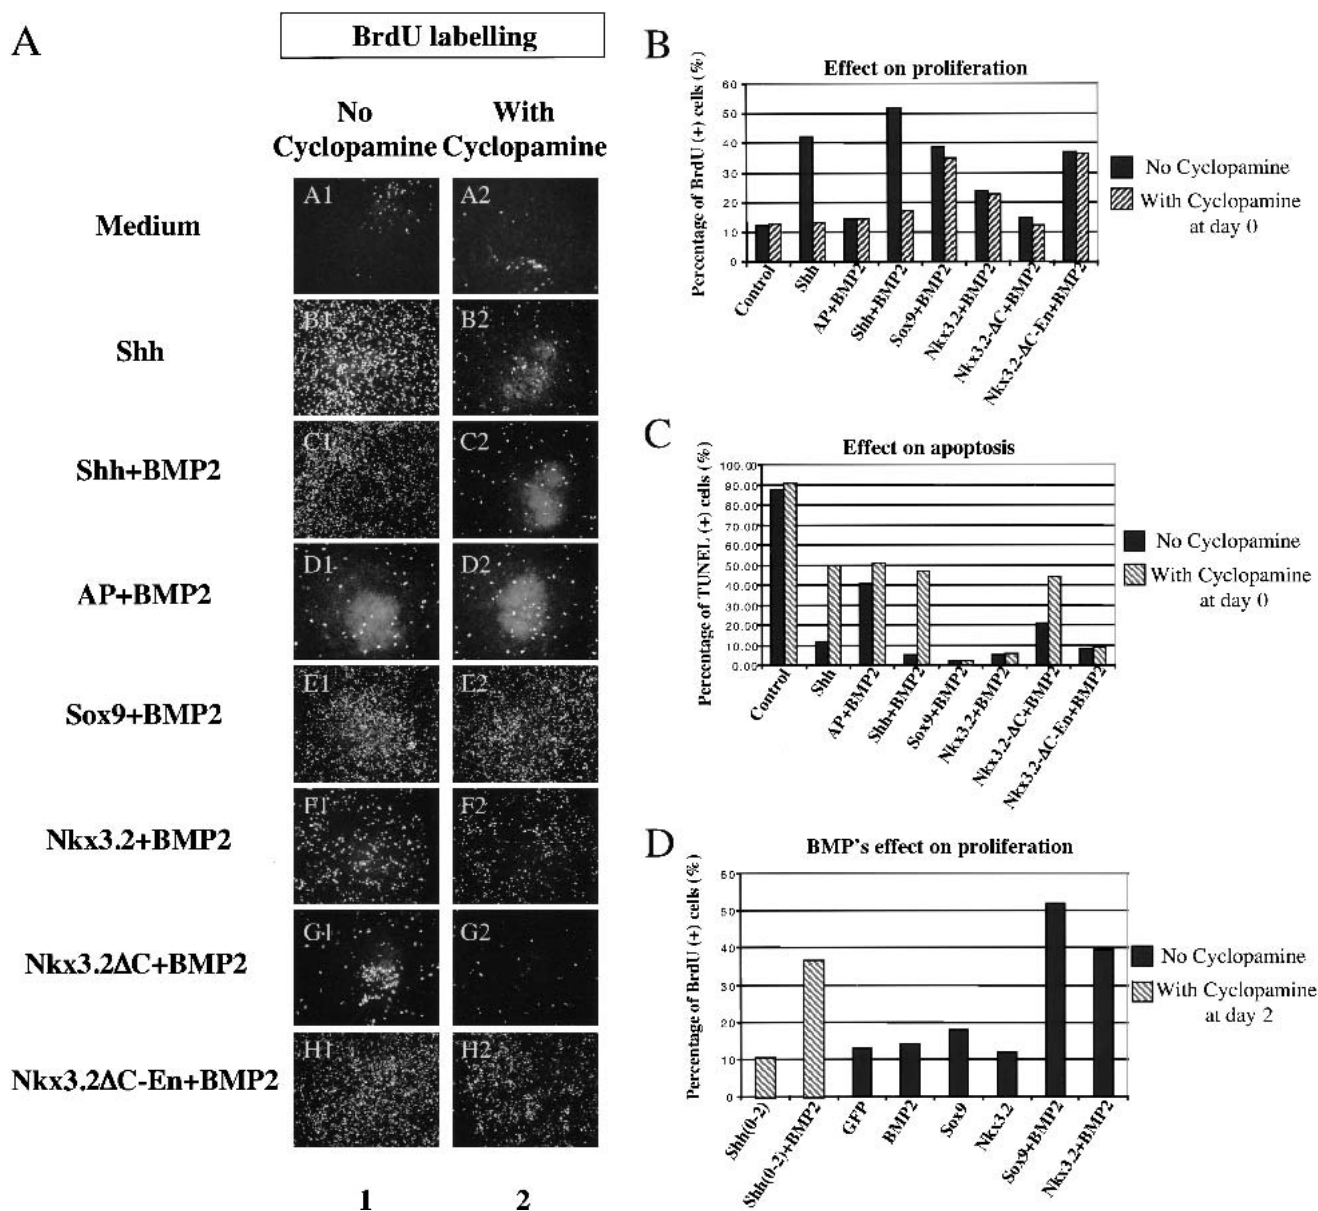 A
BrdU labelling
No
Cyclopamine
With
Cyclopamine
Medium
A1
A2
Shh
B1
B2
Shh+BMP2
C1
C2
AP+BMP2
D1
D2
Sox9+BMP2
E1
E2
Nkx3.2+BMP2
F1
F2
Nkx3.2ΔC+BMP2
G1
G2
Nkx3.2ΔC-En+BMP2
H1
H2
1
2
B
Effect on proliferation
Percentage of BrdU (+) cells (%)
60
50
40
30
20
10
0
Control
Shh
AP+BMP2
Shh+BMP2
Sox9+BMP2
Nkx3.2+BMP2
Nkx3.2-ΔC+BMP2
Nkx3.2-ΔC-En+BMP2
No Cyclopamine
With Cyclopamine
at day 0
C
Effect on apoptosis
Percentage of TUNEL (+) cells (%)
100.00
90.00
80.00
70.00
60.00
50.00
40.00
30.00
20.00
10.00
0.00
Control
Shh
AP+BMP2
Shh+BMP2
Sox9+BMP2
Nkx3.2+BMP2
Nkx3.2-ΔC+BMP2
Nkx3.2-ΔC-En+BMP2
No Cyclopamine
With Cyclopamine
at day 0
D
BMP's effect on proliferation
Percentage of BrdU (+) cells (%)
60
50
40
30
20
10
0
Shh(0-2)
Shh(0-2)+BMP2
GFP
BMP2
Sox9
Nkx3.2
Sox9+BMP2
Nkx3.2+BMP2
No Cyclopamine
With Cyclopamine
at day 2